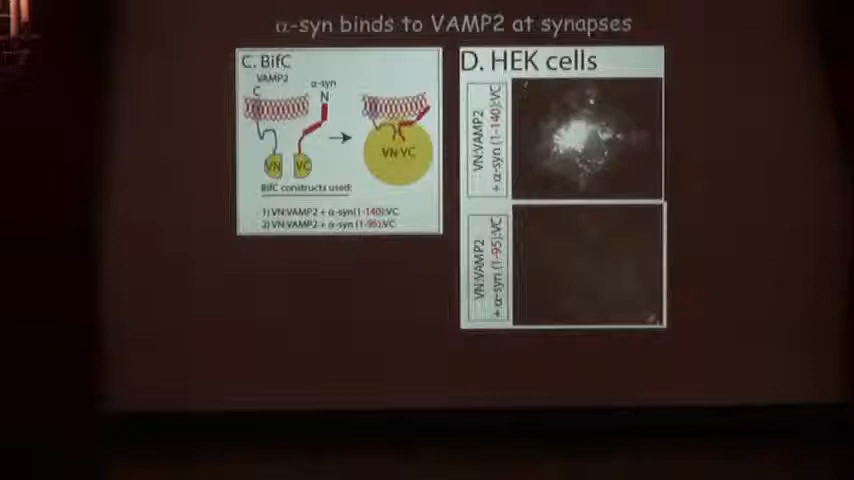 α-syn binds to VAMP2 at synapses
C. BifC
VAMP2
C
α-syn
N
VN
VC
VN VC
BifC constructs used:
1) VN:VAMP2 + α-syn(1-140):VC
2) VN:VAMP2 + α-syn (1-95):VC
D. HEK cells
VN:VAMP2
+ α-syn (1-140):VC
VN:VAMP2
+ α-syn (1-95):VC